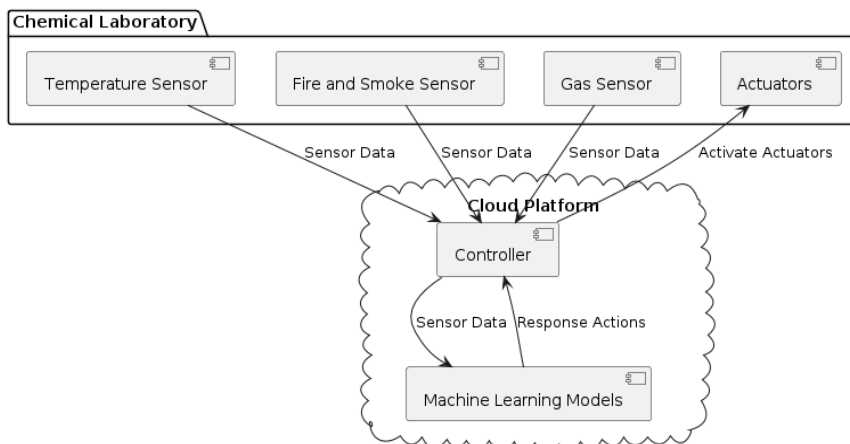 Chemical Laboratory
Temperature Sensor
Fire and Smoke Sensor
Gas Sensor
Actuators
Sensor Data
Sensor Data
Sensor Data
Activate Actuators
Cloud Platform
Controller
Sensor Data
Response Actions
Machine Learning Models